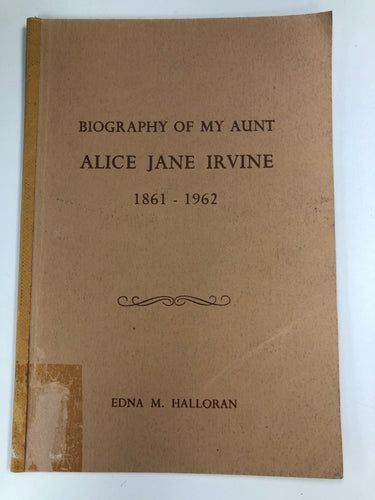 BIOGRAPHY OF MY AUNT
ALICE JANE IRVINE
1861 - 1962
EDNA M. HALLORAN